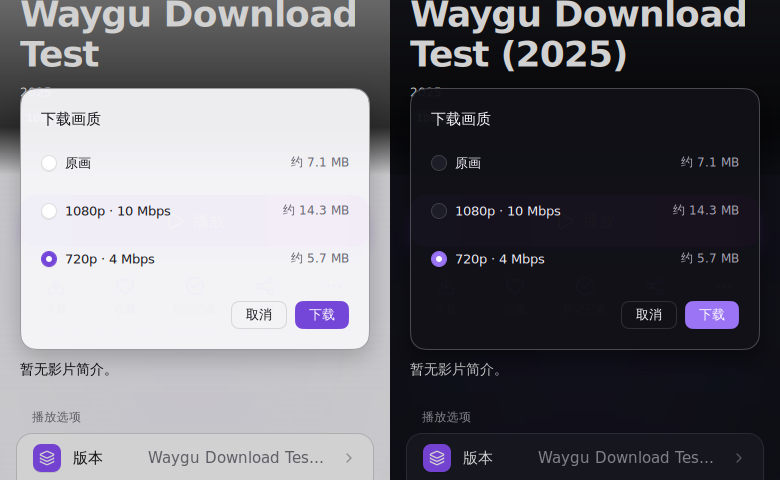 Waygu Download
Test
2025
下载画质
原画 约 7.1 MB
1080p · 10 Mbps 约 14.3 MB
720p · 4 Mbps 约 5.7 MB
取消 下载
暂无影片简介。
播放选项
版本 Waygu Download Tes...
Waygu Download
Test (2025)
2025
下载画质
原画 约 7.1 MB
1080p · 10 Mbps 约 14.3 MB
720p · 4 Mbps 约 5.7 MB
取消 下载
暂无影片简介。
播放选项
版本 Waygu Download Tes...